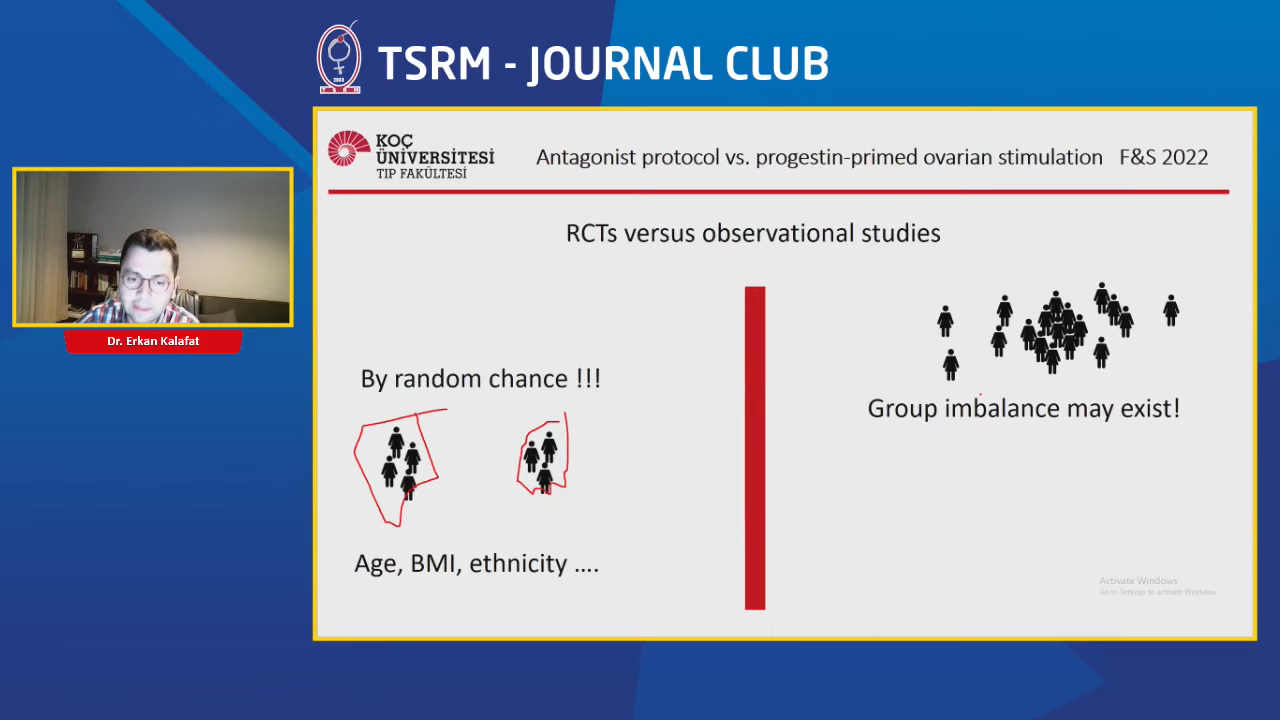 TSRM - JOURNAL CLUB
2003
T S R M
KOÇ
ÜNİVERSİTESİ
TIP FAKÜLTESİ
Antagonist protocol vs. progestin-primed ovarian stimulation F&S 2022
RCTs versus observational studies
By random chance !!!
Age, BMI, ethnicity ....
Group imbalance may exist!
Activate Windows
Go to Settings to activate Windows.
Dr. Erkan Kalafat